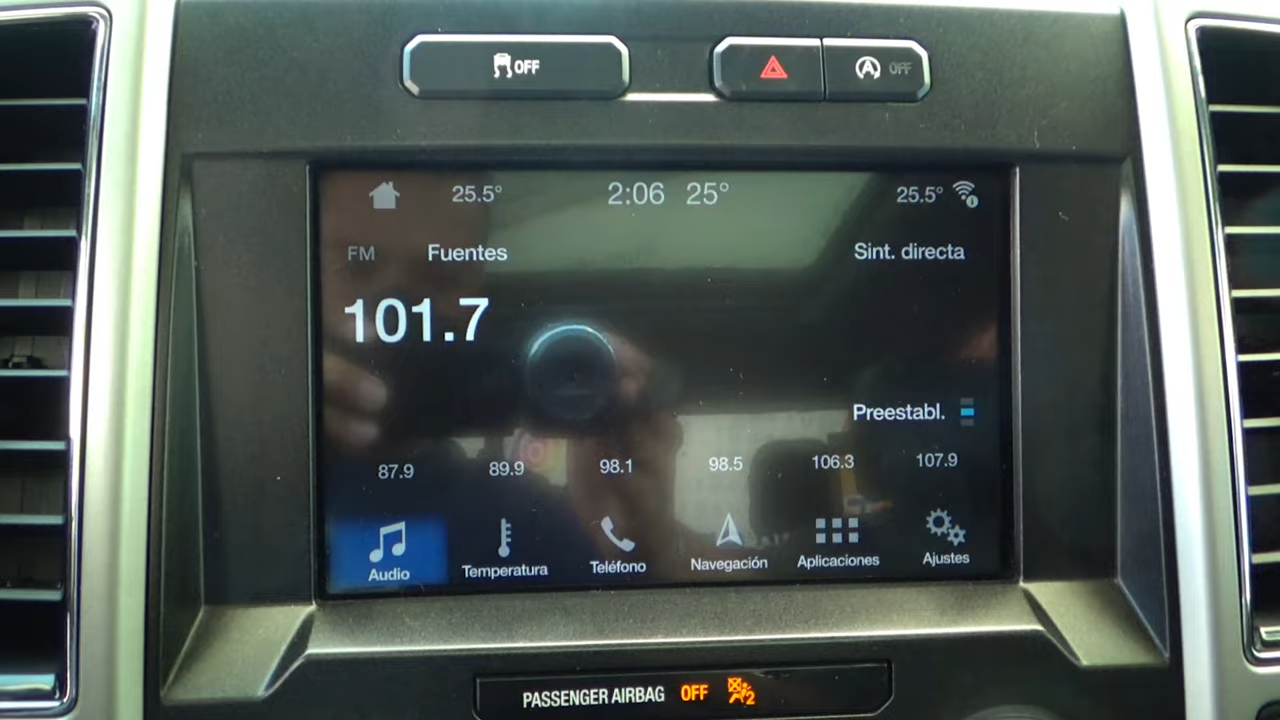 OFF
OFF
25.5° 2:06 25° 25.5°
FM Fuentes Sint. directa
101.7
Preestabl.
87.9 89.9 98.1 98.5 106.3 107.9
Audio Temperatura Teléfono Navegación Aplicaciones Ajustes
PASSENGER AIRBAG OFF 2